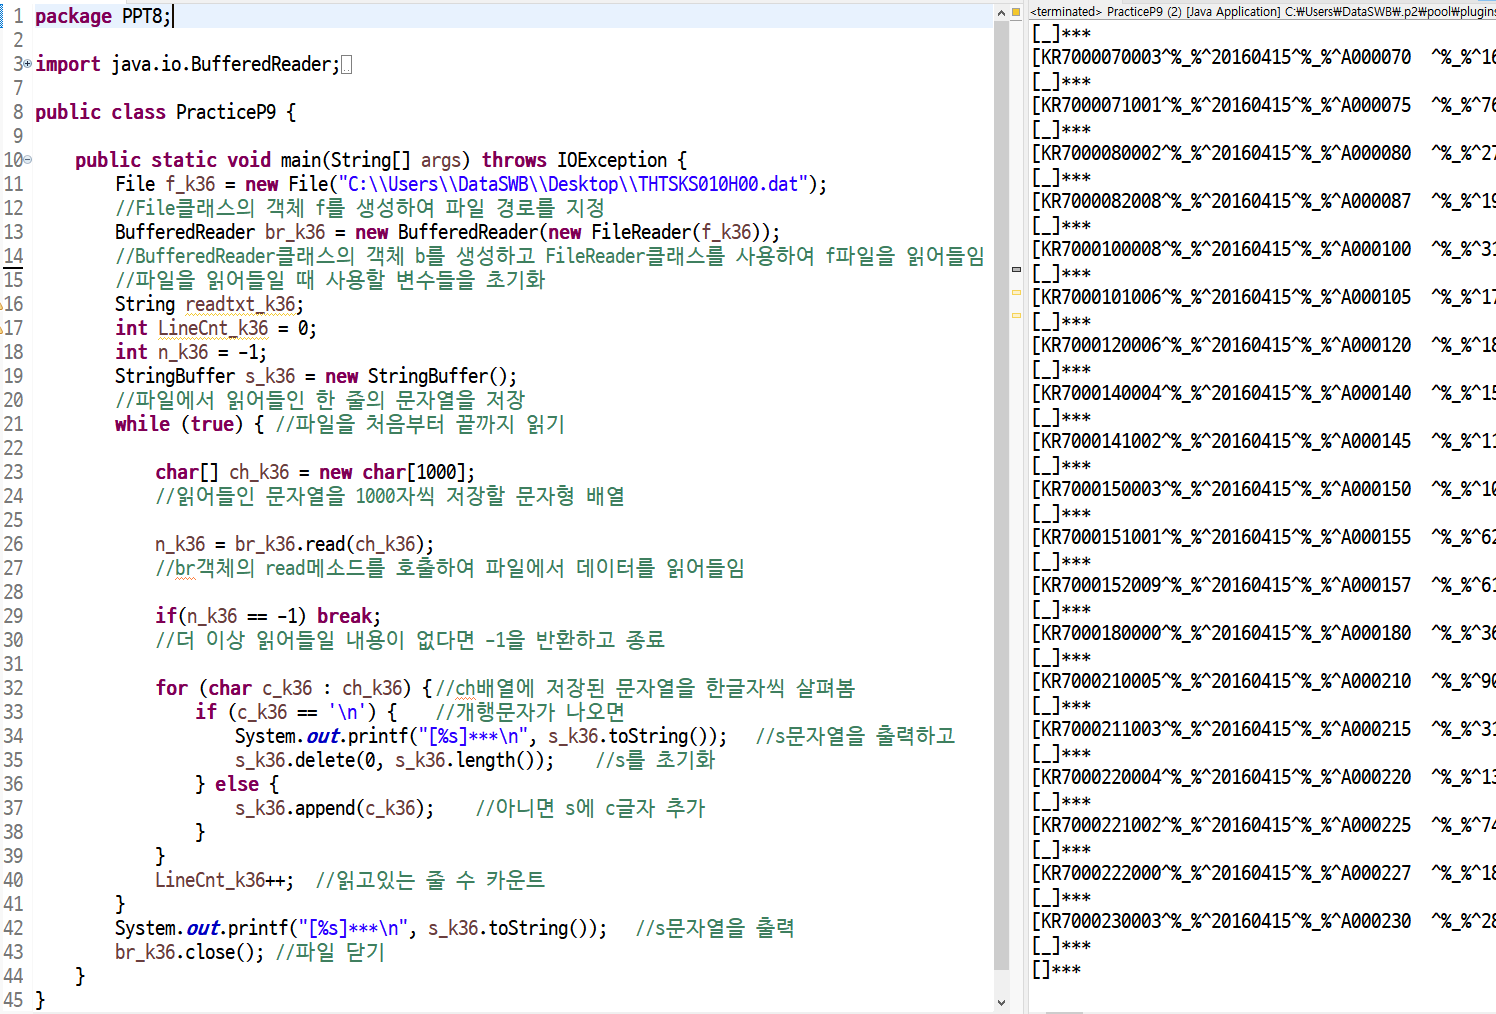 1 package PPT8;
2
3 import java.io.BufferedReader;
7
8 public class PracticeP9 {
9
10 public static void main(String[] args) throws IOException {
11 File f_k36 = new File("C:\\Users\\DataSWB\\Desktop\\THTSKS010H00.dat");
12 //File클래스의 객체 f를 생성하여 파일 경로를 지정
13 BufferedReader br_k36 = new BufferedReader(new FileReader(f_k36));
14 //BufferedReader클래스의 객체 b를 생성하고 FileReader클래스를 사용하여 f파일을 읽어들임
15 //파일을 읽어들일 때 사용할 변수들을 초기화
16 String readtxt_k36;
17 int LineCnt_k36 = 0;
18 int n_k36 = -1;
19 StringBuffer s_k36 = new StringBuffer();
20 //파일에서 읽어들인 한 줄의 문자열을 저장
21 while (true) { //파일을 처음부터 끝까지 읽기
22
23 char[] ch_k36 = new char[1000];
24 //읽어들인 문자열을 1000자씩 저장할 문자형 배열
25
26 n_k36 = br_k36.read(ch_k36);
27 //br객체의 read메소드를 호출하여 파일에서 데이터를 읽어들임
28
29 if(n_k36 == -1) break;
30 //더 이상 읽어들일 내용이 없다면 -1을 반환하고 종료
31
32 for (char c_k36 : ch_k36) {//ch배열에 저장된 문자열을 한글자씩 살펴봄
33 if (c_k36 == '\n') { //개행문자가 나오면
34 System.out.printf("[%s]***\n", s_k36.toString()); //s문자열을 출력하고
35 s_k36.delete(0, s_k36.length()); //s를 초기화
36 } else {
37 s_k36.append(c_k36); //아니면 s에 c글자 추가
38 }
39 }
40 LineCnt_k36++; //읽고있는 줄 수 카운트
41 }
42 System.out.printf("[%s]***\n", s_k36.toString()); //s문자열을 출력
43 br_k36.close(); //파일 닫기
44 }
45 }
<terminated> PracticeP9 (2) [Java Application] C:₩Users₩DataSWB₩.p2₩pool₩plugins
[_]***
[KR7000070003^%_%^20160415^%_%^A000070 ^%_%^16
[_]***
[KR7000071001^%_%^20160415^%_%^A000075 ^%_%^76
[_]***
[KR7000080002^%_%^20160415^%_%^A000080 ^%_%^27
[_]***
[KR7000082008^%_%^20160415^%_%^A000087 ^%_%^19
[_]***
[KR7000100008^%_%^20160415^%_%^A000100 ^%_%^31
[_]***
[KR7000101006^%_%^20160415^%_%^A000105 ^%_%^17
[_]***
[KR7000120006^%_%^20160415^%_%^A000120 ^%_%^18
[_]***
[KR7000140004^%_%^20160415^%_%^A000140 ^%_%^15
[_]***
[KR7000141002^%_%^20160415^%_%^A000145 ^%_%^11
[_]***
[KR7000150003^%_%^20160415^%_%^A000150 ^%_%^10
[_]***
[KR7000151001^%_%^20160415^%_%^A000155 ^%_%^62
[_]***
[KR7000152009^%_%^20160415^%_%^A000157 ^%_%^61
[_]***
[KR7000180000^%_%^20160415^%_%^A000180 ^%_%^36
[_]***
[KR7000210005^%_%^20160415^%_%^A000210 ^%_%^90
[_]***
[KR7000211003^%_%^20160415^%_%^A000215 ^%_%^31
[_]***
[KR7000220004^%_%^20160415^%_%^A000220 ^%_%^13
[_]***
[KR7000221002^%_%^20160415^%_%^A000225 ^%_%^74
[_]***
[KR7000222000^%_%^20160415^%_%^A000227 ^%_%^18
[_]***
[KR7000230003^%_%^20160415^%_%^A000230 ^%_%^28
[_]***
[]***